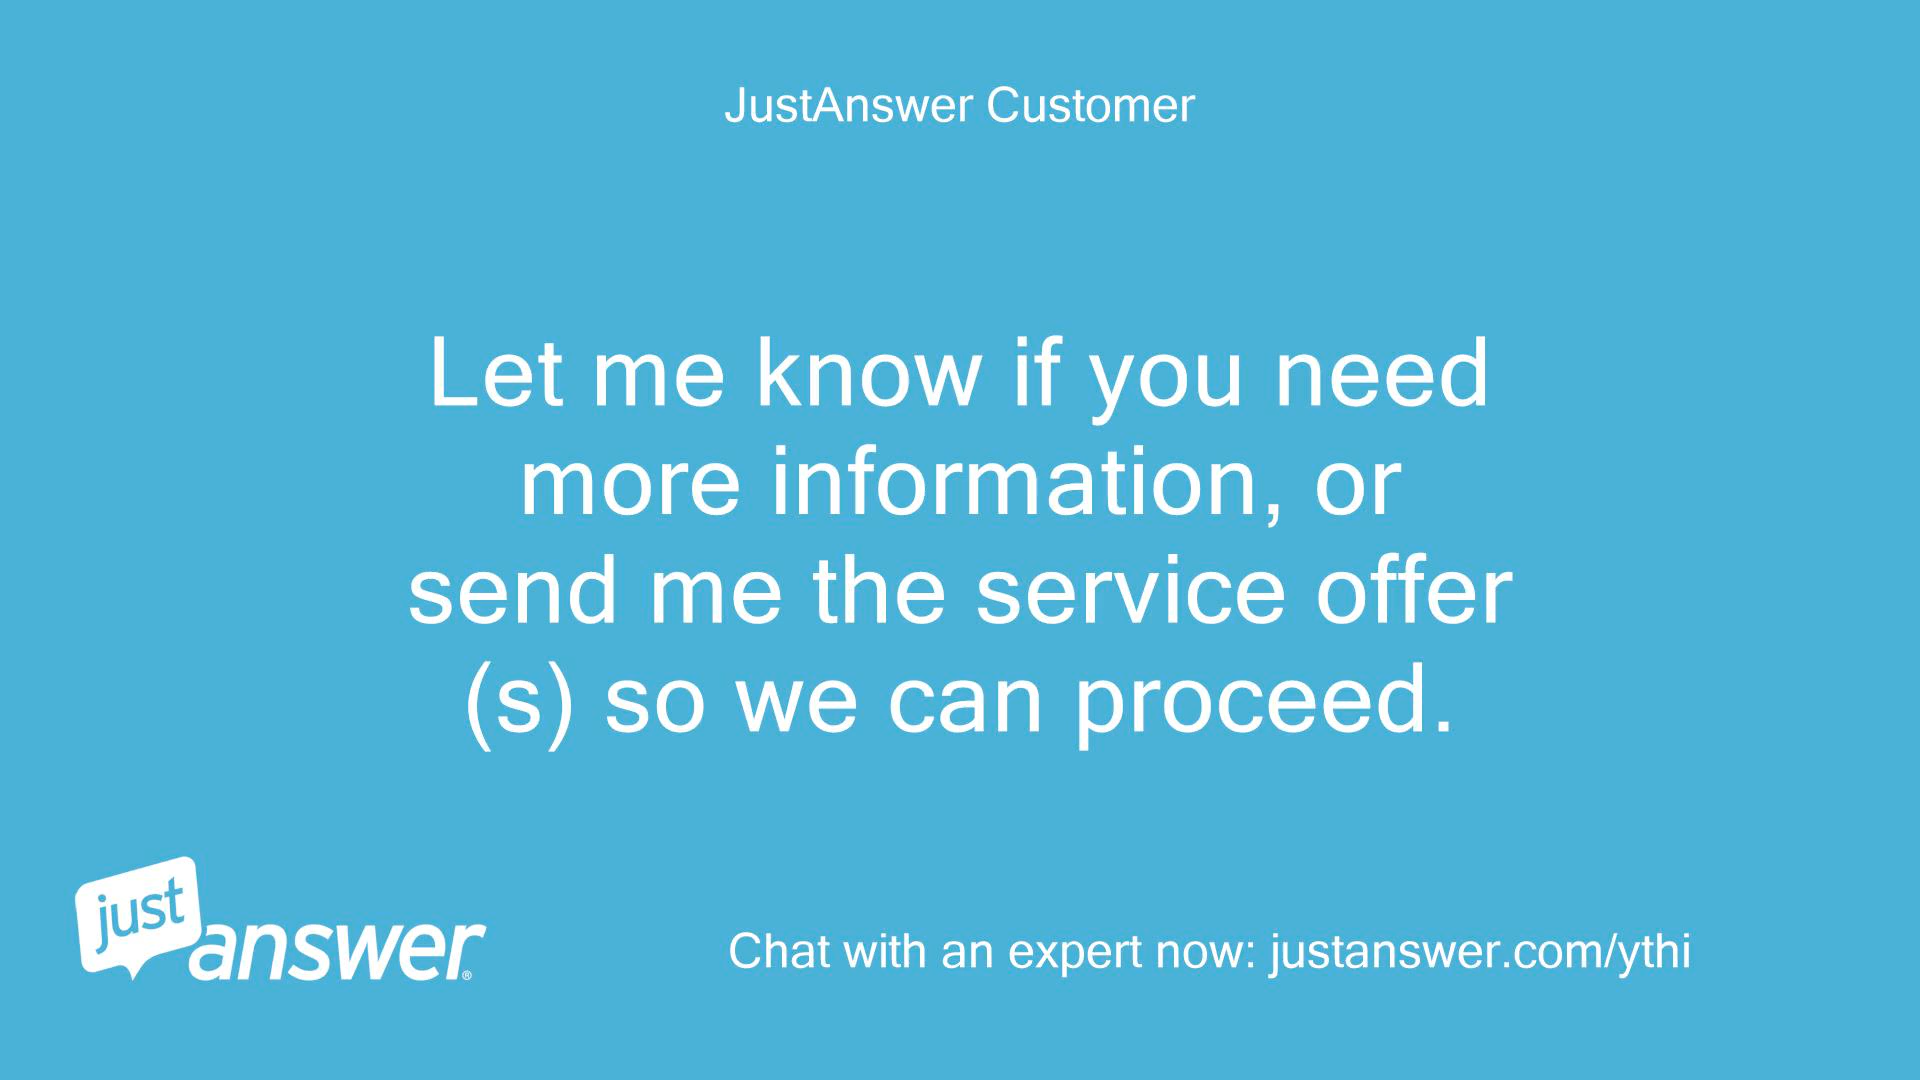 JustAnswer Customer
Let me know if you need
more information, or
send me the service offer
(s) so we can proceed.
just
answer®
Chat with an expert now: justanswer.com/ythi